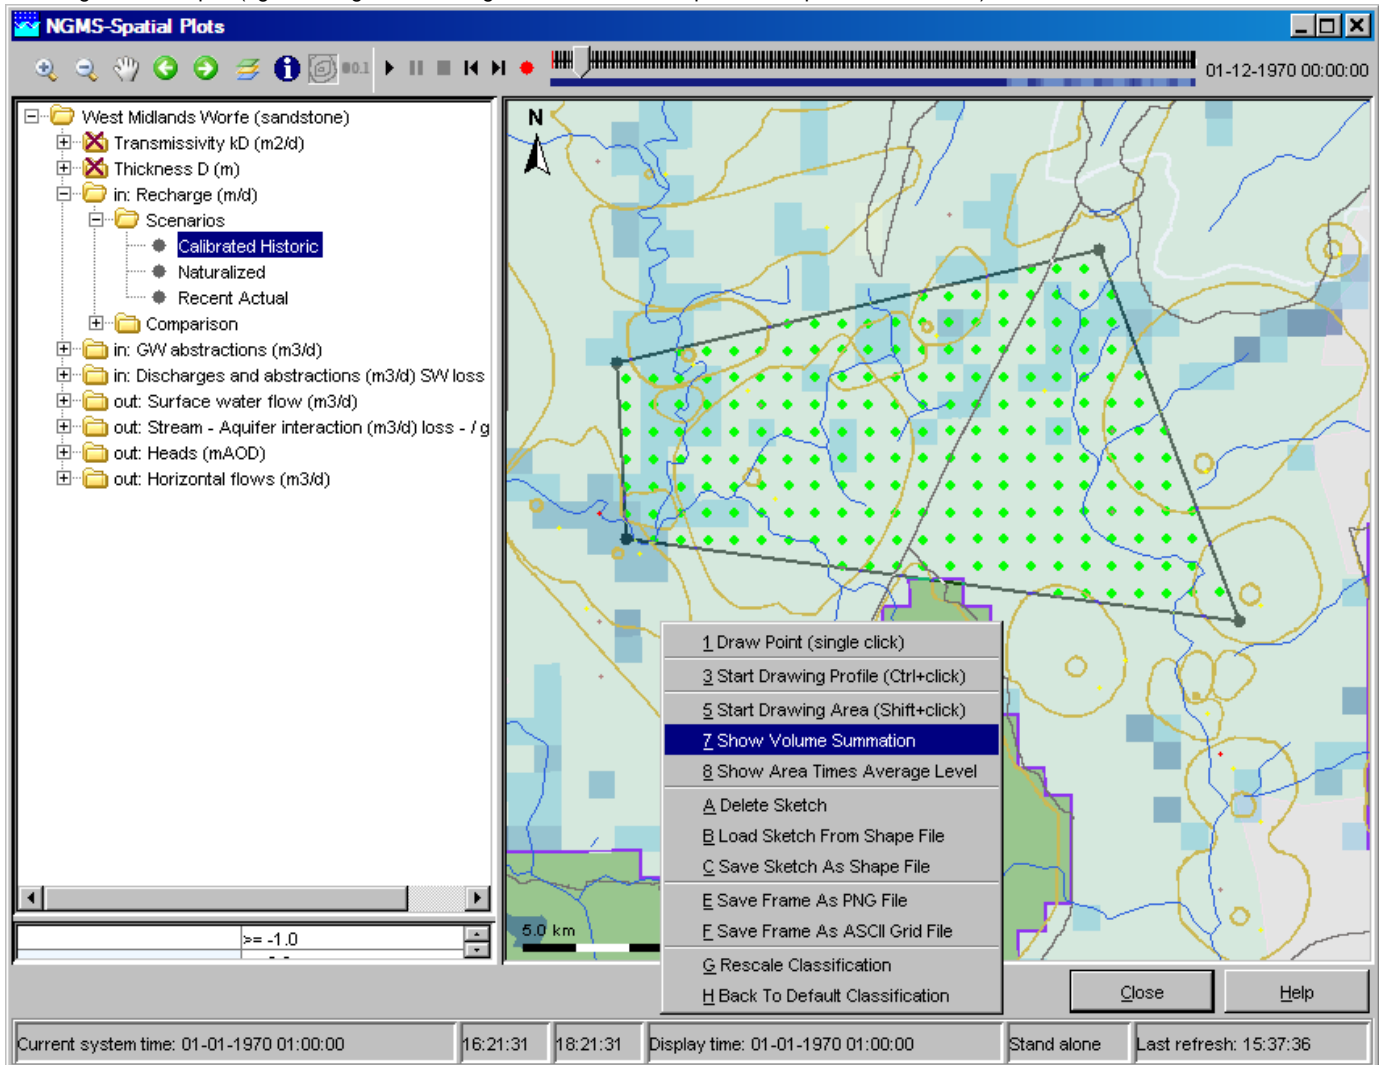 NGMS-Spatial Plots
01-12-1970 00:00:00
West Midlands Worfe (sandstone)
Transmissivity kD (m2/d)
Thickness D (m)
in: Recharge (m/d)
Scenarios
Calibrated Historic
Naturalized
Recent Actual
Comparison
in: GW abstractions (m3/d)
in: Discharges and abstractions (m3/d) SW loss
out: Surface water flow (m3/d)
out: Stream - Aquifer interaction (m3/d) loss - / g
out: Heads (mAOD)
out: Horizontal flows (m3/d)
>= -1.0
N
1 Draw Point (single click)
3 Start Drawing Profile (Ctrl+click)
5 Start Drawing Area (Shift+click)
7 Show Volume Summation
8 Show Area Times Average Level
A Delete Sketch
B Load Sketch From Shape File
C Save Sketch As Shape File
E Save Frame As PNG File
F Save Frame As ASCII Grid File
G Rescale Classification
H Back To Default Classification
5.0 km
Close
Help
Current system time: 01-01-1970 01:00:00
16:21:31
18:21:31
Display time: 01-01-1970 01:00:00
Stand alone
Last refresh: 15:37:36